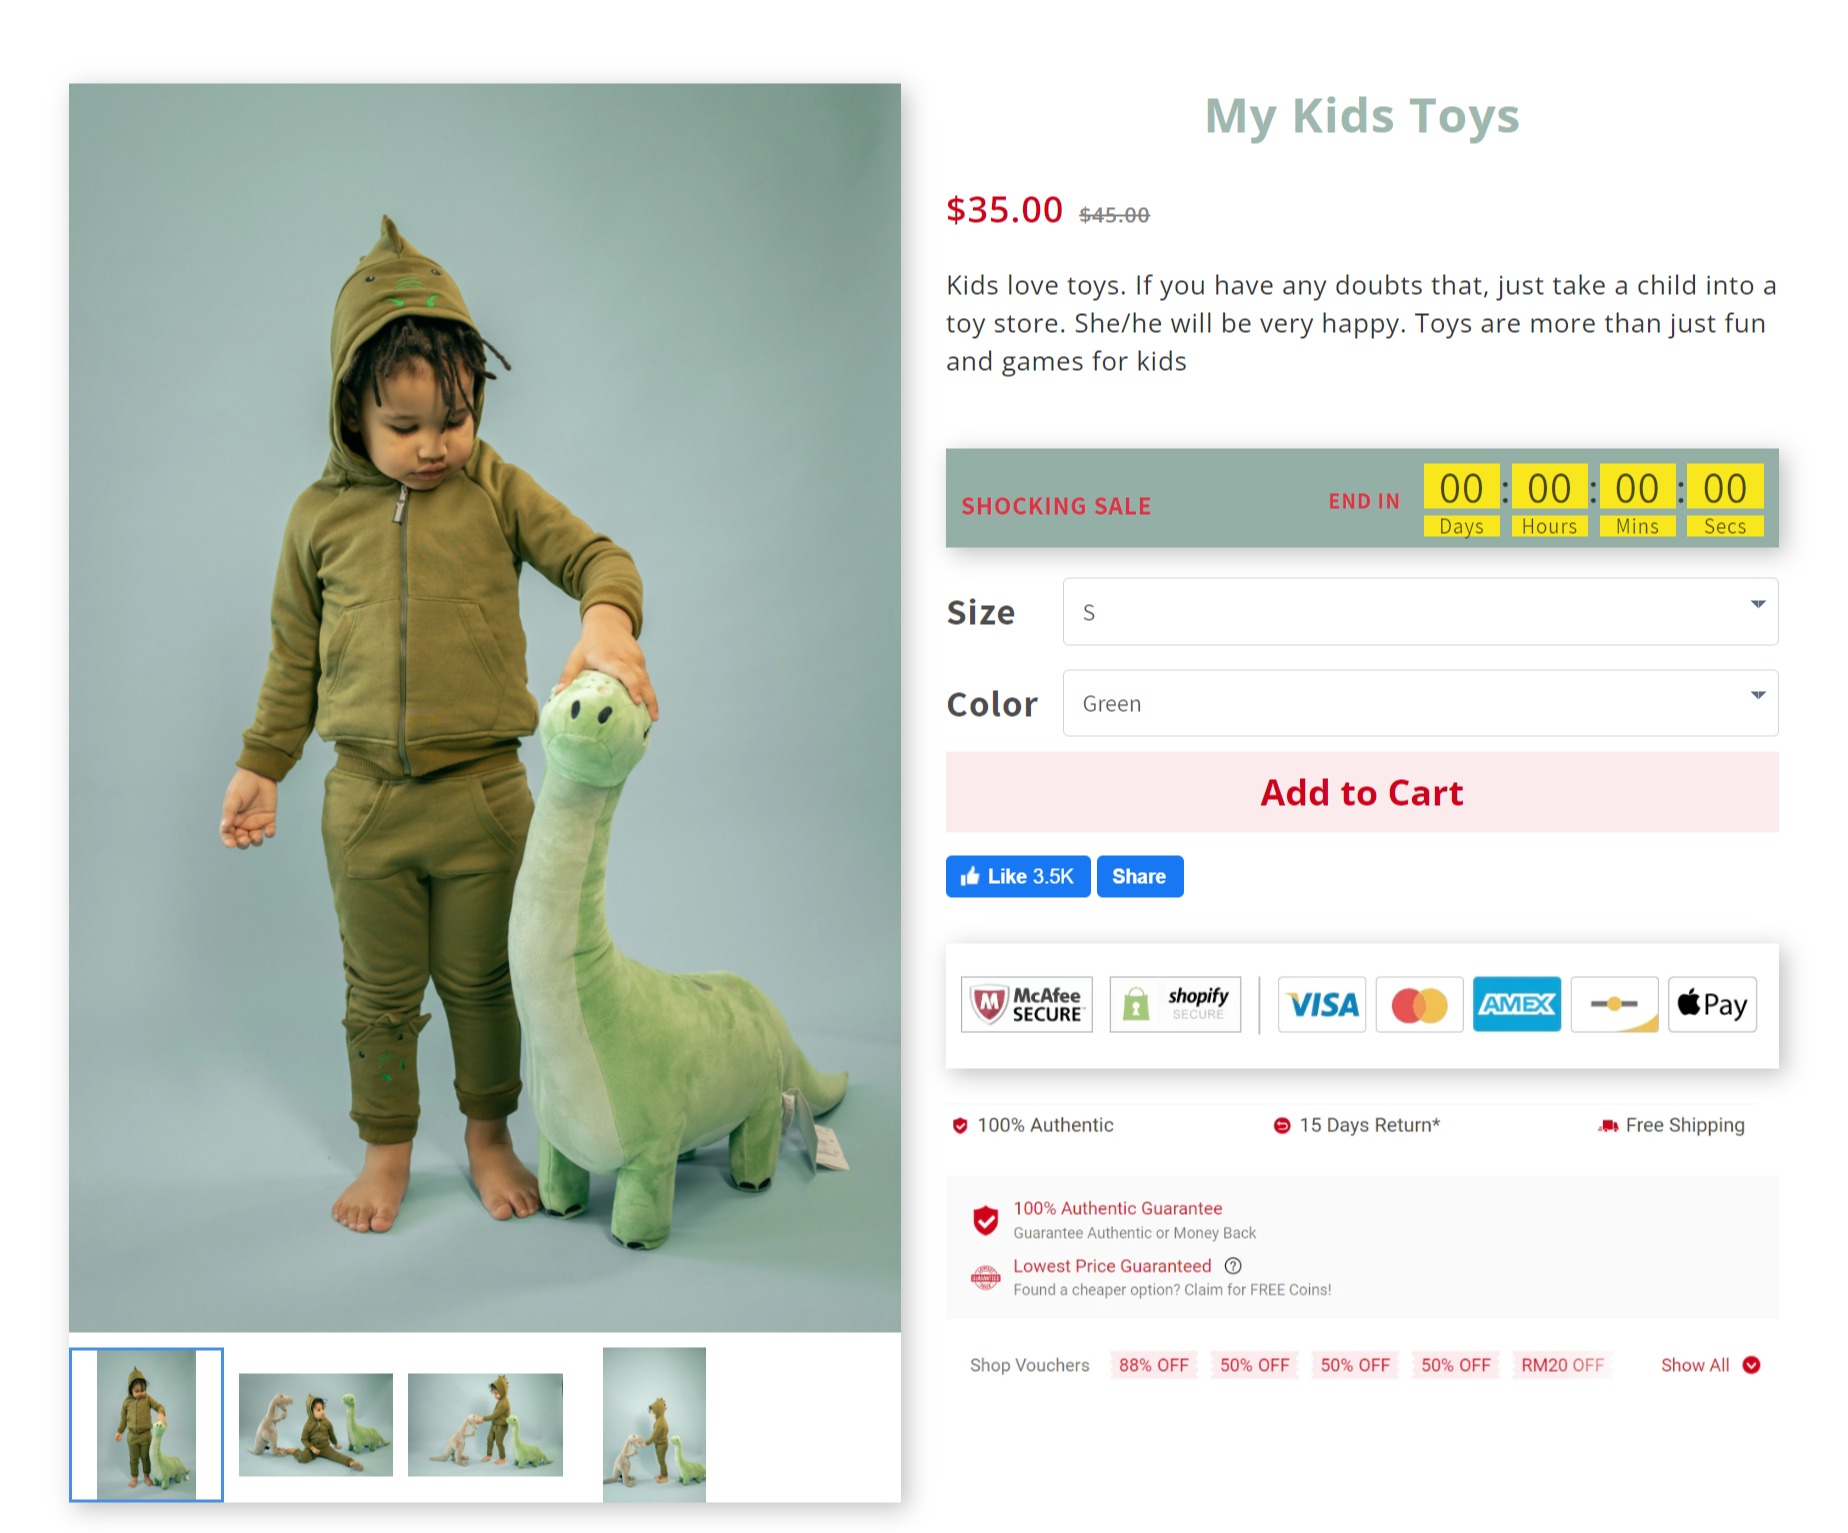 My Kids Toys
$35.00 $45.00
Kids love toys. If you have any doubts that, just take a child into a
toy store. She/he will be very happy. Toys are more than just fun
and games for kids
SHOCKING SALE END IN 00 : 00 : 00 : 00
Days Hours Mins Secs
Size S
Color Green
Add to Cart
Like 3.5K Share
McAfee SECURE shopify SECURE VISA AMEX Pay
100% Authentic 15 Days Return* Free Shipping
100% Authentic Guarantee
Guarantee Authentic or Money Back
Lowest Price Guaranteed ?
Found a cheaper option? Claim for FREE Coins!
Shop Vouchers 88% OFF 50% OFF 50% OFF 50% OFF RM20 OFF Show All